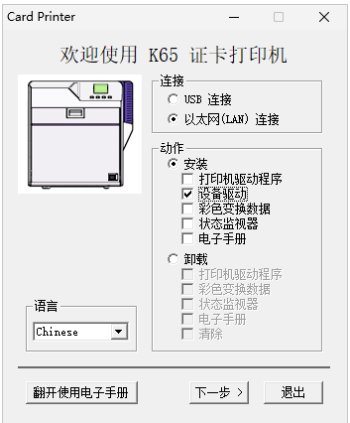 Card Printer
欢迎使用 K65 证卡打印机
连接
USB 连接
以太网(LAN) 连接
动作
安装
打印机驱动程序
设备驱动
彩色变换数据
状态监视器
电子手册
卸载
打印机驱动程序
彩色变换数据
状态监视器
电子手册
清除
语言
Chinese
翻开使用电子手册
下一步 >
退出